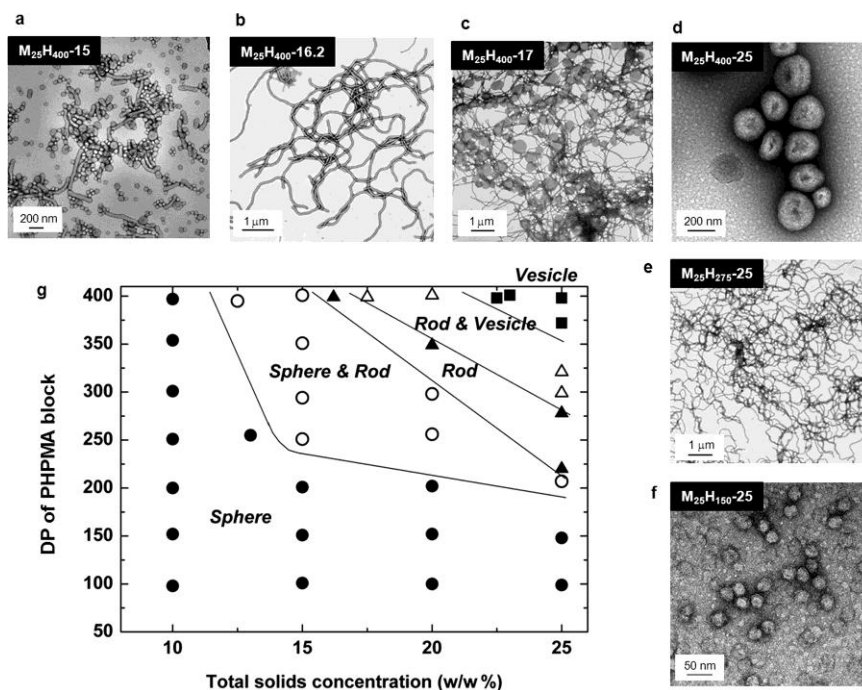 a
M₂₅H₄₀₀-15
200 nm
b
M₂₅H₄₀₀-16.2
1 μm
c
M₂₅H₄₀₀-17
1 μm
d
M₂₅H₄₀₀-25
200 nm
e
M₂₅H₂₇₅-25
1 μm
f
M₂₅H₁₅₀-25
50 nm
g
Vesicle
Rod & Vesicle
Sphere & Rod
Rod
Sphere
DP of PHPMA block
400
350
300
250
200
150
100
50
10
15
20
25
Total solids concentration (w/w %)